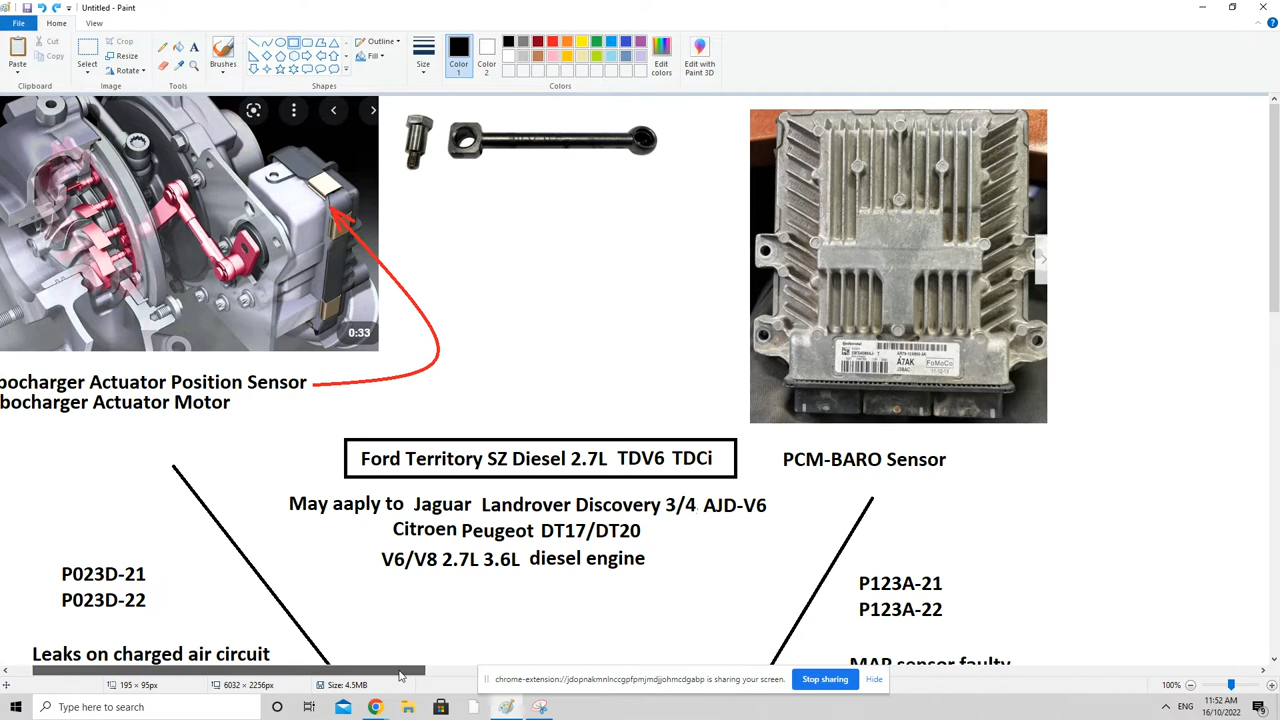 Untitled - Paint
File
Home
View
Paste
Cut
Copy
Clipboard
Select
Crop
Resize
Rotate
Image
Tools
Brushes
Outline
Fill
Shapes
Size
Color
1
Color
2
Edit
colors
Edit with
Paint 3D
Colors
0:33
Continental
A7AK
FoMoCo
bocharger Actuator Position Sensor
bocharger Actuator Motor
Ford Territory SZ Diesel 2.7L TDV6 TDCi
PCM-BARO Sensor
May aaply to Jaguar Landrover Discovery 3/4 AJD-V6
Citroen Peugeot DT17/DT20
V6/V8 2.7L 3.6L diesel engine
P023D-21
P023D-22
P123A-21
P123A-22
Leaks on charged air circuit
MAP sensor faulty
chrome-extension://jdopnakmnlnccgpfpmjmdjjohmcdgabp is sharing your screen.
Stop sharing
Hide
195 × 95px
6032 × 2256px
Size: 4.5MB
100%
Type here to search
ENG
11:52 AM
16/10/2022